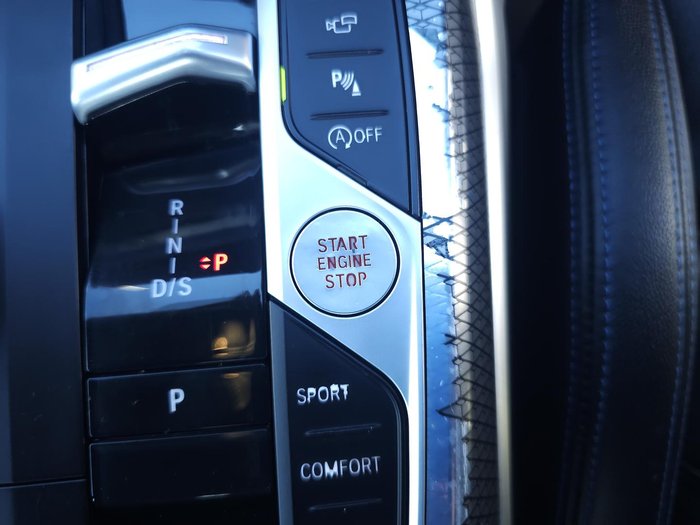 P
A OFF
R
N
D/S
P
START
ENGINE
STOP
P
SPORT
COMFORT